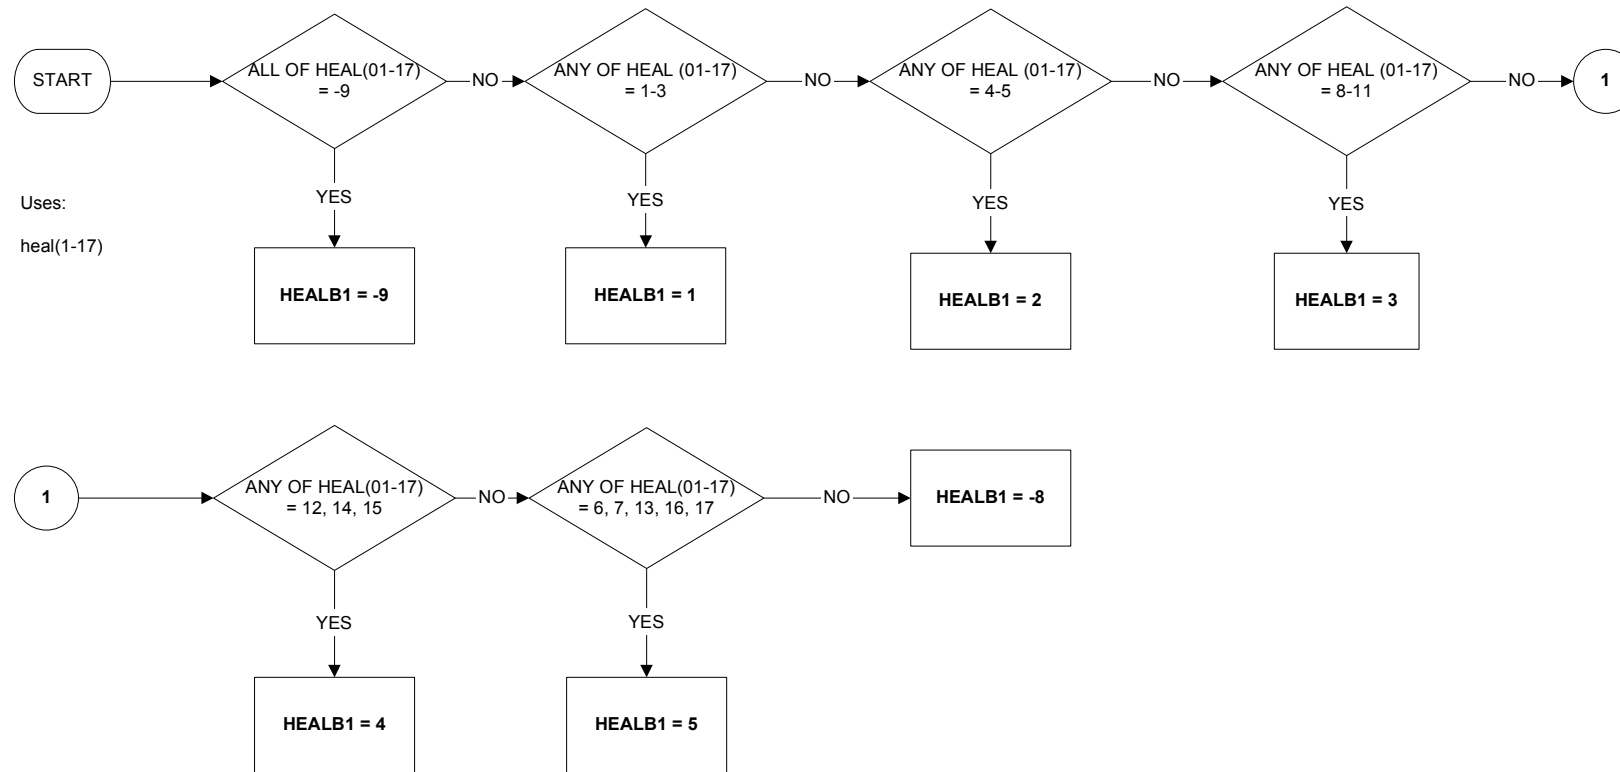 START
ALL OF HEAL(01-17)
= -9
NO
ANY OF HEAL (01-17)
= 1-3
NO
ANY OF HEAL (01-17)
= 4-5
NO
ANY OF HEAL (01-17)
= 8-11
NO
1
YES
YES
YES
YES
Uses:
heal(1-17)
HEALB1 = -9
HEALB1 = 1
HEALB1 = 2
HEALB1 = 3
1
ANY OF HEAL(01-17)
= 12, 14, 15
NO
ANY OF HEAL(01-17)
= 6, 7, 13, 16, 17
NO
HEALB1 = -8
YES
YES
HEALB1 = 4
HEALB1 = 5